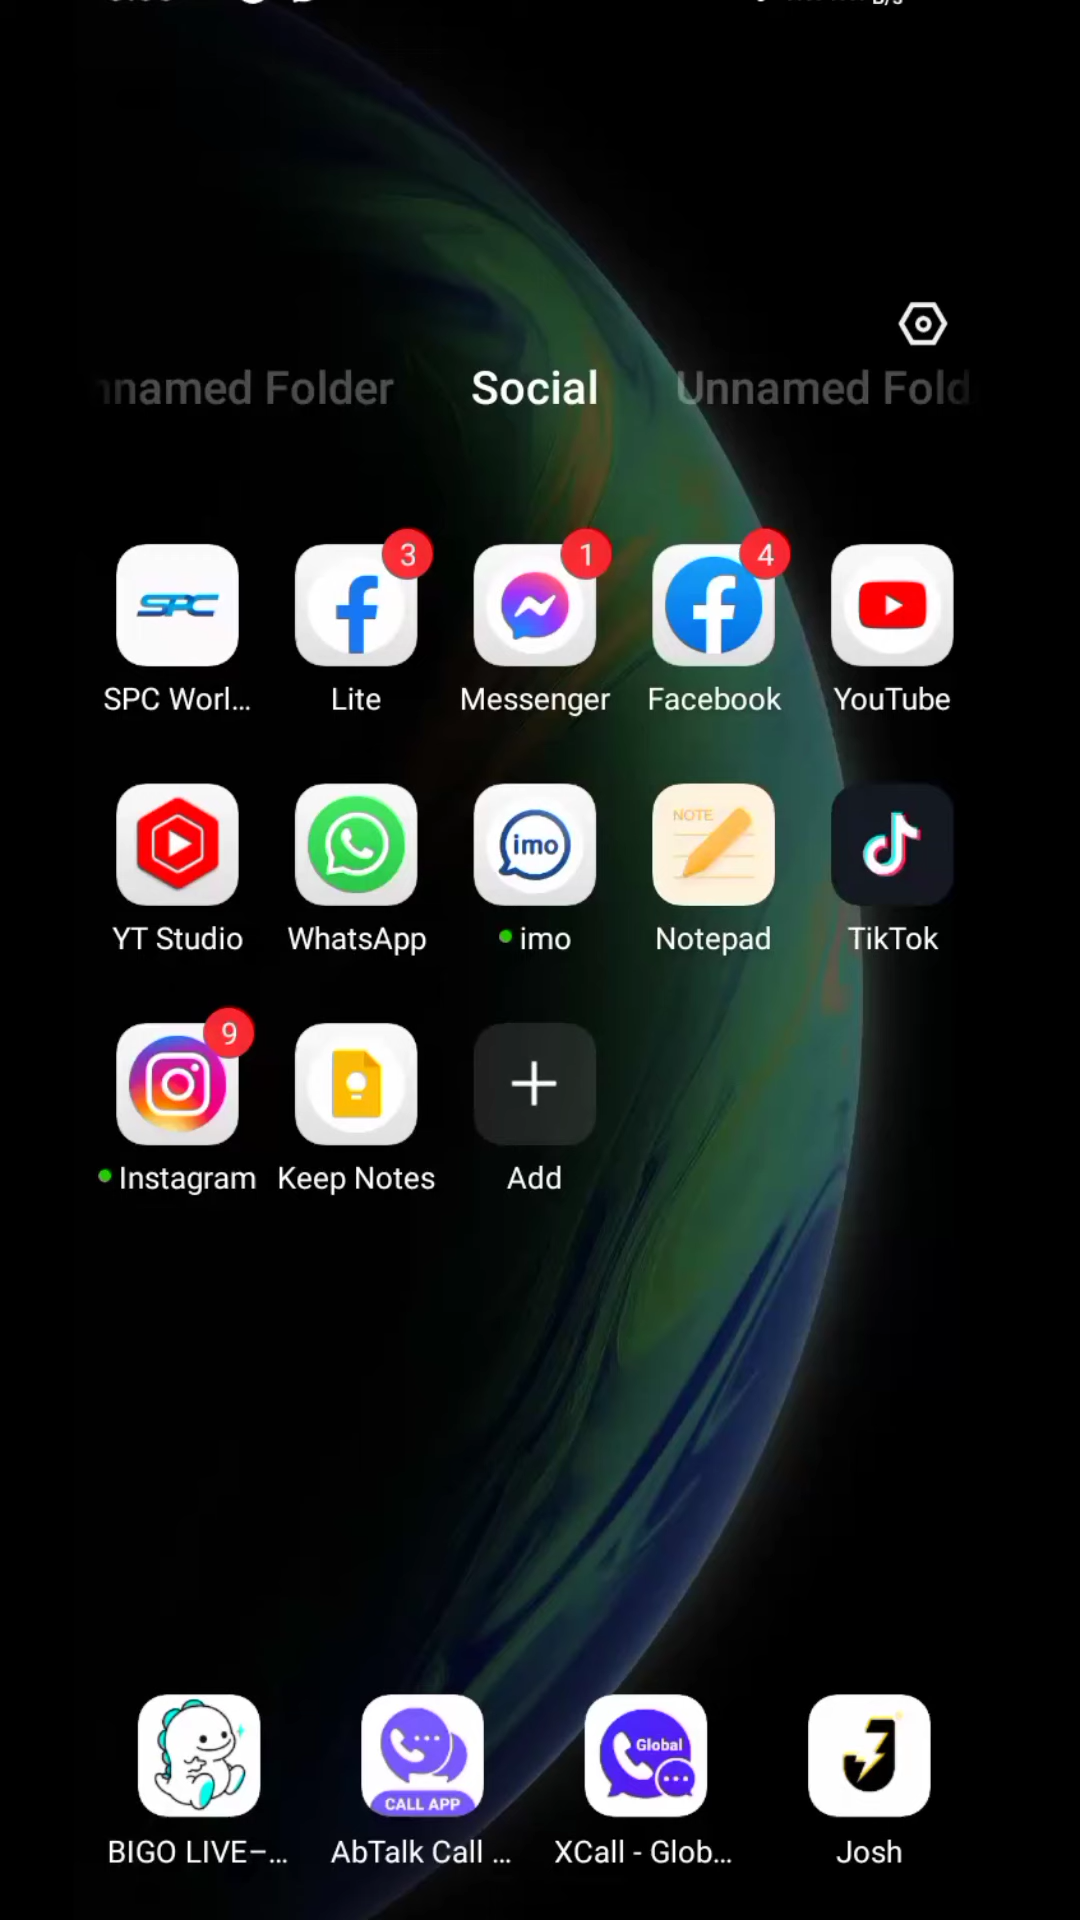 nnamed Folder Social Unnamed Fold
3 1 4
SPC
SPC Worl... Lite Messenger Facebook YouTube
imo NOTE
YT Studio WhatsApp imo Notepad TikTok
9
Instagram Keep Notes Add
Global
CALL APP
BIGO LIVE–... AbTalk Call ... XCall - Glob... Josh